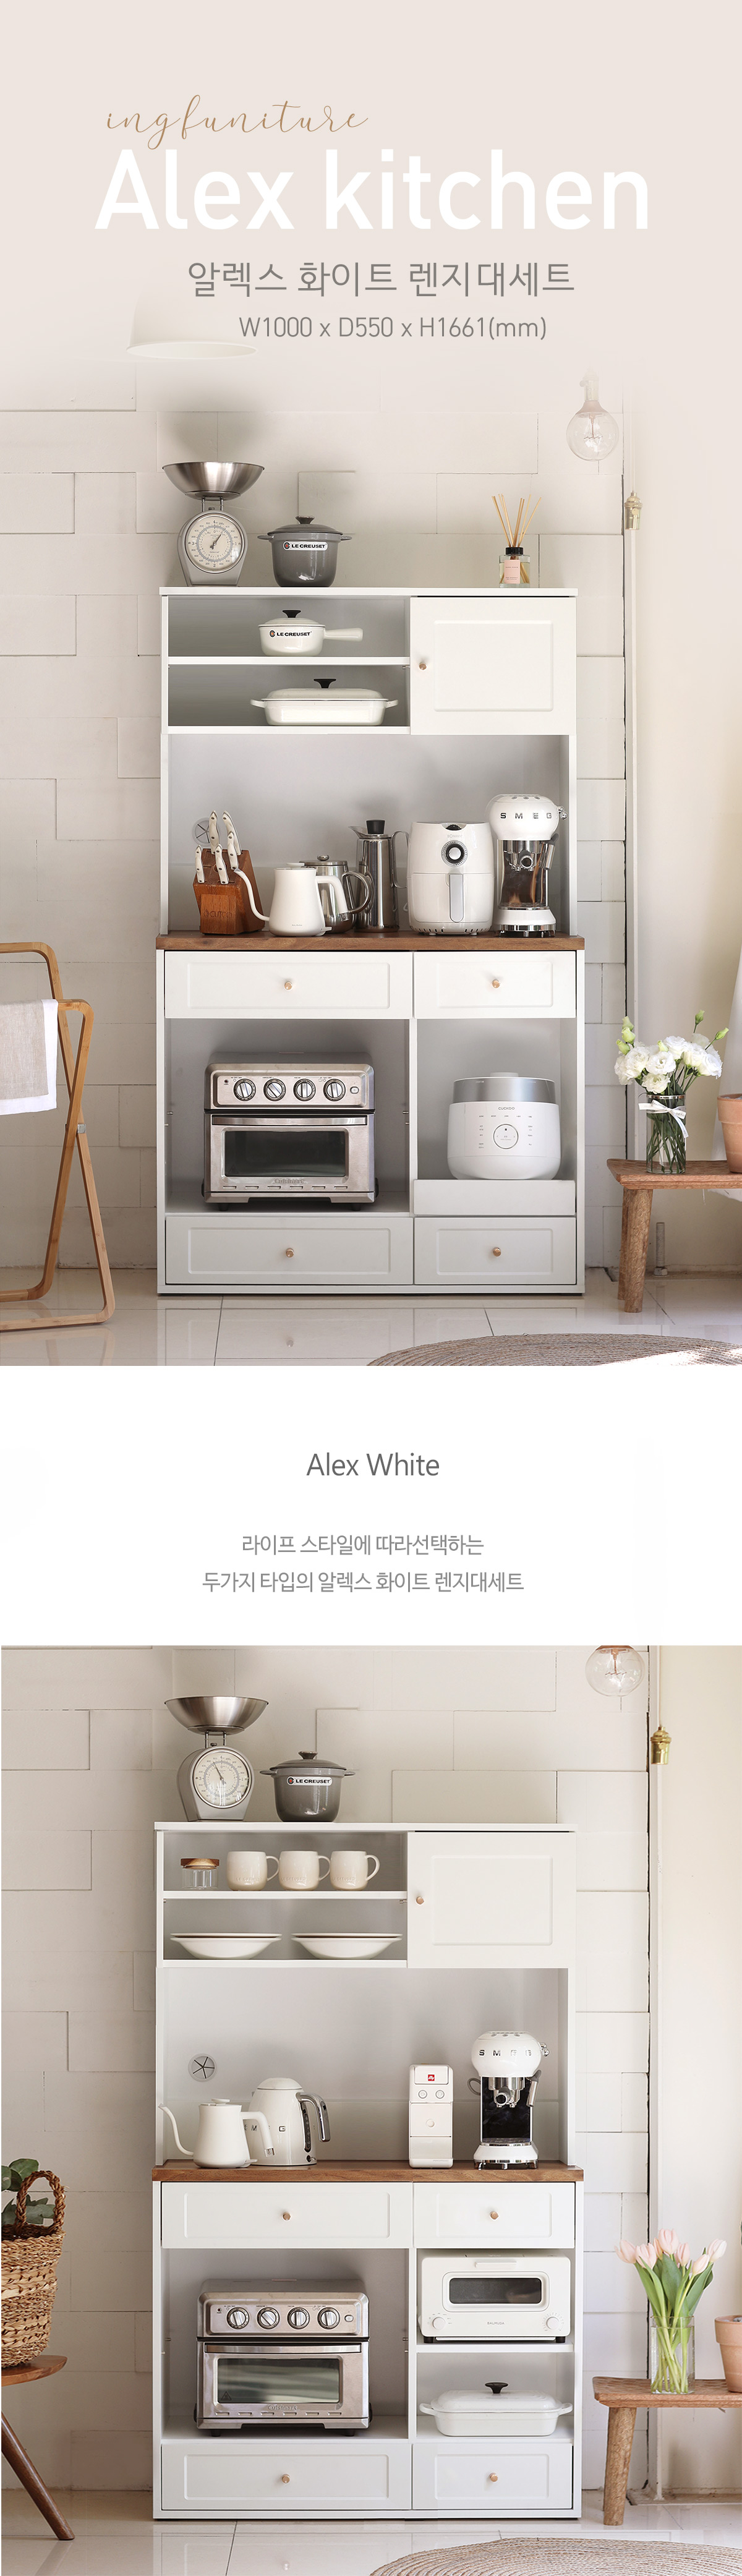 ingfuniture
Alex kitchen
알렉스 화이트 렌지대세트
W1000 x D550 x H1661(mm)
LE CREUSET
LE CREUSET
SMEG
CUCKOO
Cuisinart
Alex White
라이프 스타일에 따라선택하는
두가지 타입의 알렉스 화이트 렌지대세트
LE CREUSET
SMEG